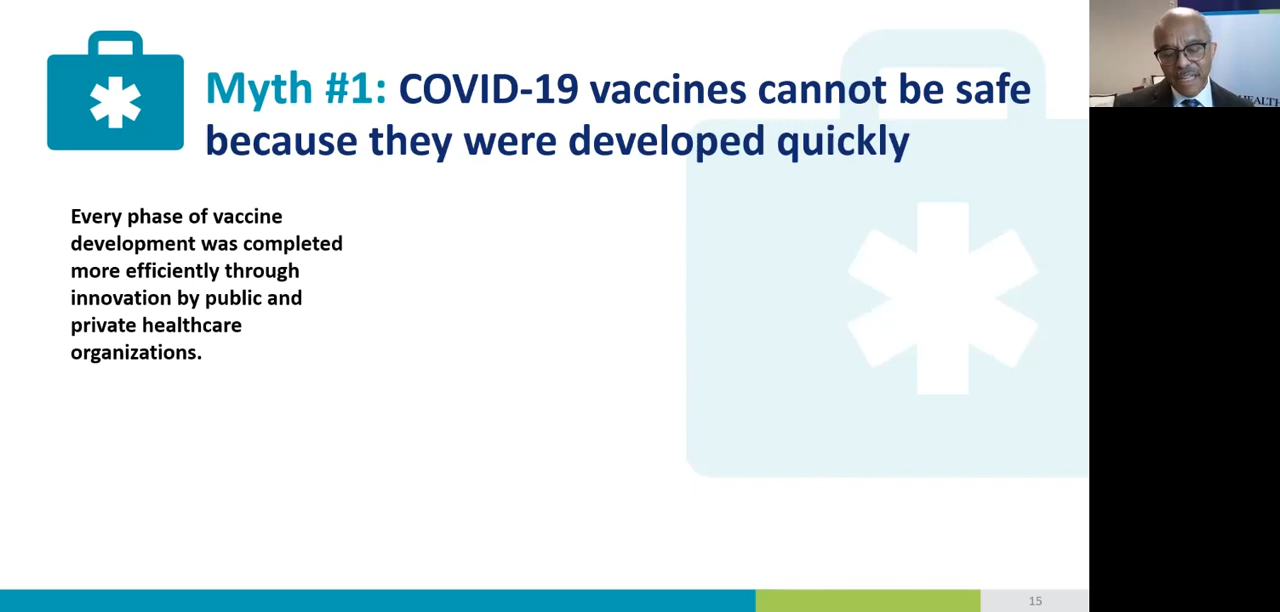 Myth #1: COVID-19 vaccines cannot be safe
because they were developed quickly
Every phase of vaccine
development was completed
more efficiently through
innovation by public and
private healthcare
organizations.
15
HEALTH